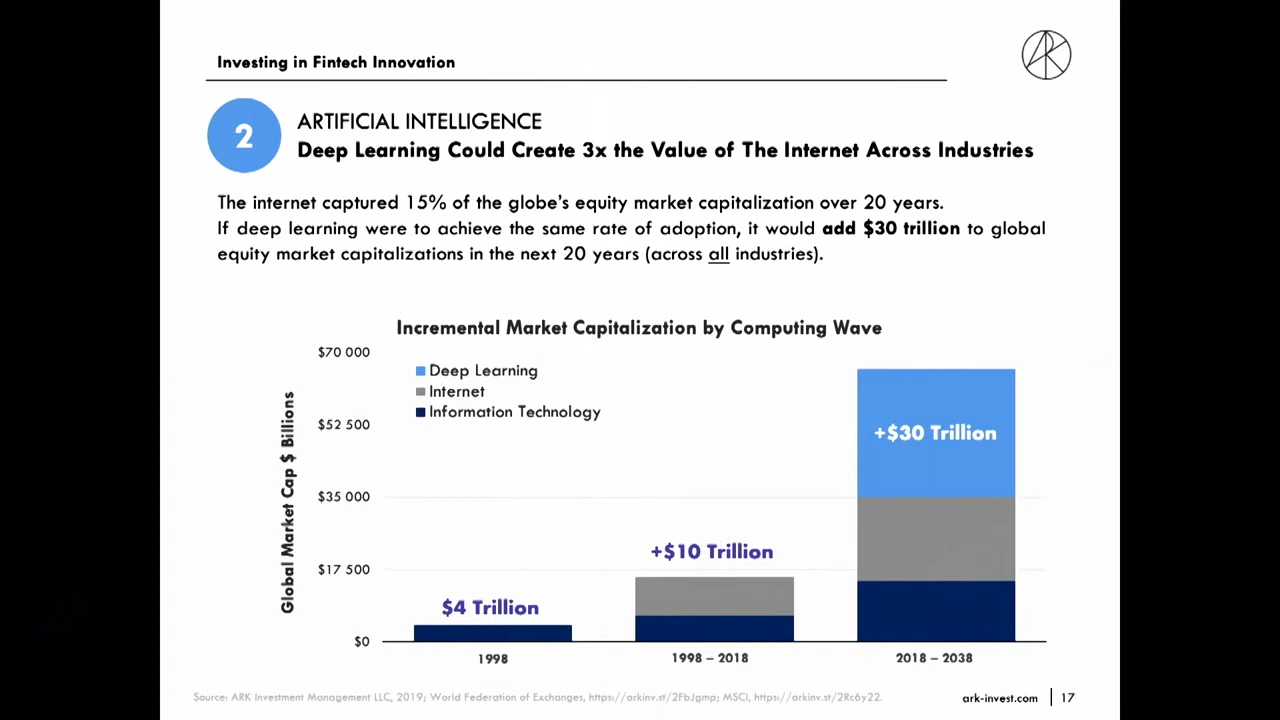 Investing in Fintech Innovation
2
ARTIFICIAL INTELLIGENCE
Deep Learning Could Create 3x the Value of The Internet Across Industries
The internet captured 15% of the globe's equity market capitalization over 20 years.
If deep learning were to achieve the same rate of adoption, it would add $30 trillion to global
equity market capitalizations in the next 20 years (across all industries).
Incremental Market Capitalization by Computing Wave
Global Market Cap $ Billions
$70 000
$52 500
$35 000
$17 500
$0
Deep Learning
Internet
Information Technology
$4 Trillion
+$10 Trillion
+$30 Trillion
1998
1998 – 2018
2018 – 2038
Source: ARK Investment Management LLC, 2019; World Federation of Exchanges, https://arkinv.st/2FbJgmp; MSCI, https://arkinv.st/2Rc6y22.
ark-invest.com | 17